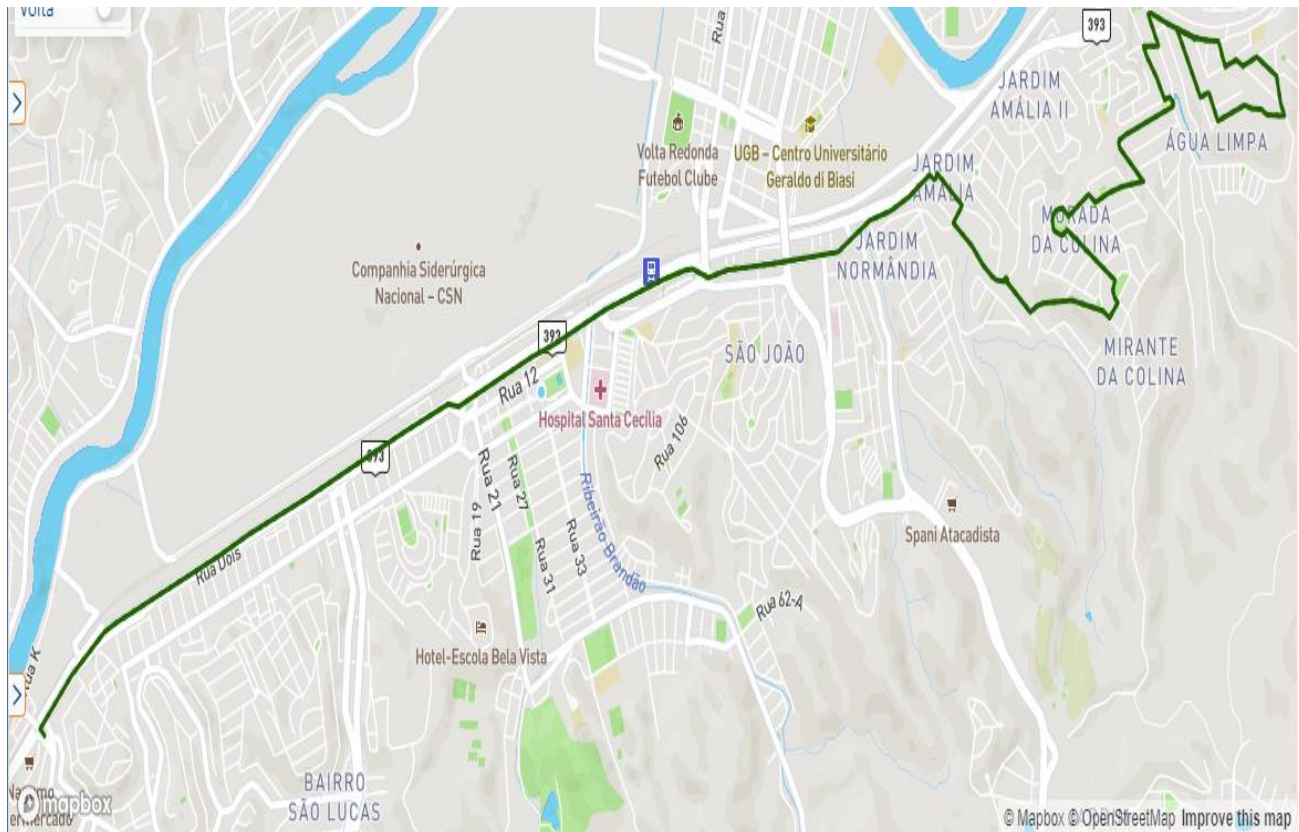 Volta
393
Rua
JARDIM
AMÁLIA II
ÁGUA LIMPA
Volta Redonda
Futebol Clube
UGB – Centro Universitário
Geraldo di Biasi
JARDIM
AMÁLIA
MORADA
DA COLINA
JARDIM
NORMÂNDIA
Companhia Siderúrgica
Nacional – CSN
393
SÃO JOÃO
MIRANTE
DA COLINA
Rua 12
Hospital Santa Cecília
393
Rua 106
Rua 21
Rua 27
Rua 19
Rua 31
Rua 33
Ribeirão Brandão
Spani Atacadista
Rua Dois
Rua 62-A
Hotel-Escola Bela Vista
Rua K
BAIRRO
SÃO LUCAS
mapbox
© Mapbox © OpenStreetMap Improve this map